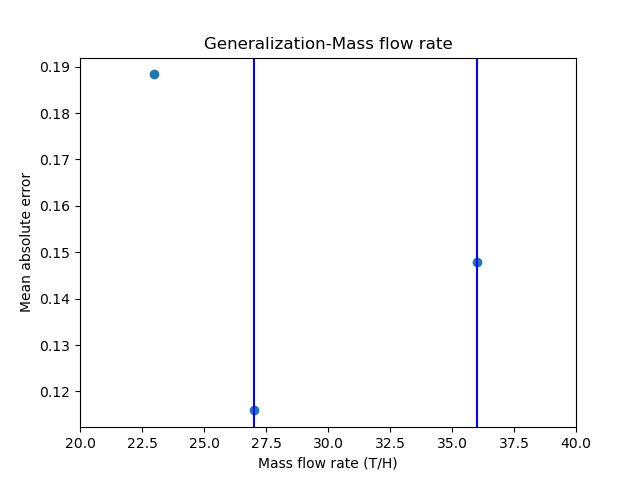 Generalization-Mass flow rate
Mean absolute error
0.19
0.18
0.17
0.16
0.15
0.14
0.13
0.12
20.0 22.5 25.0 27.5 30.0 32.5 35.0 37.5 40.0
Mass flow rate (T/H)